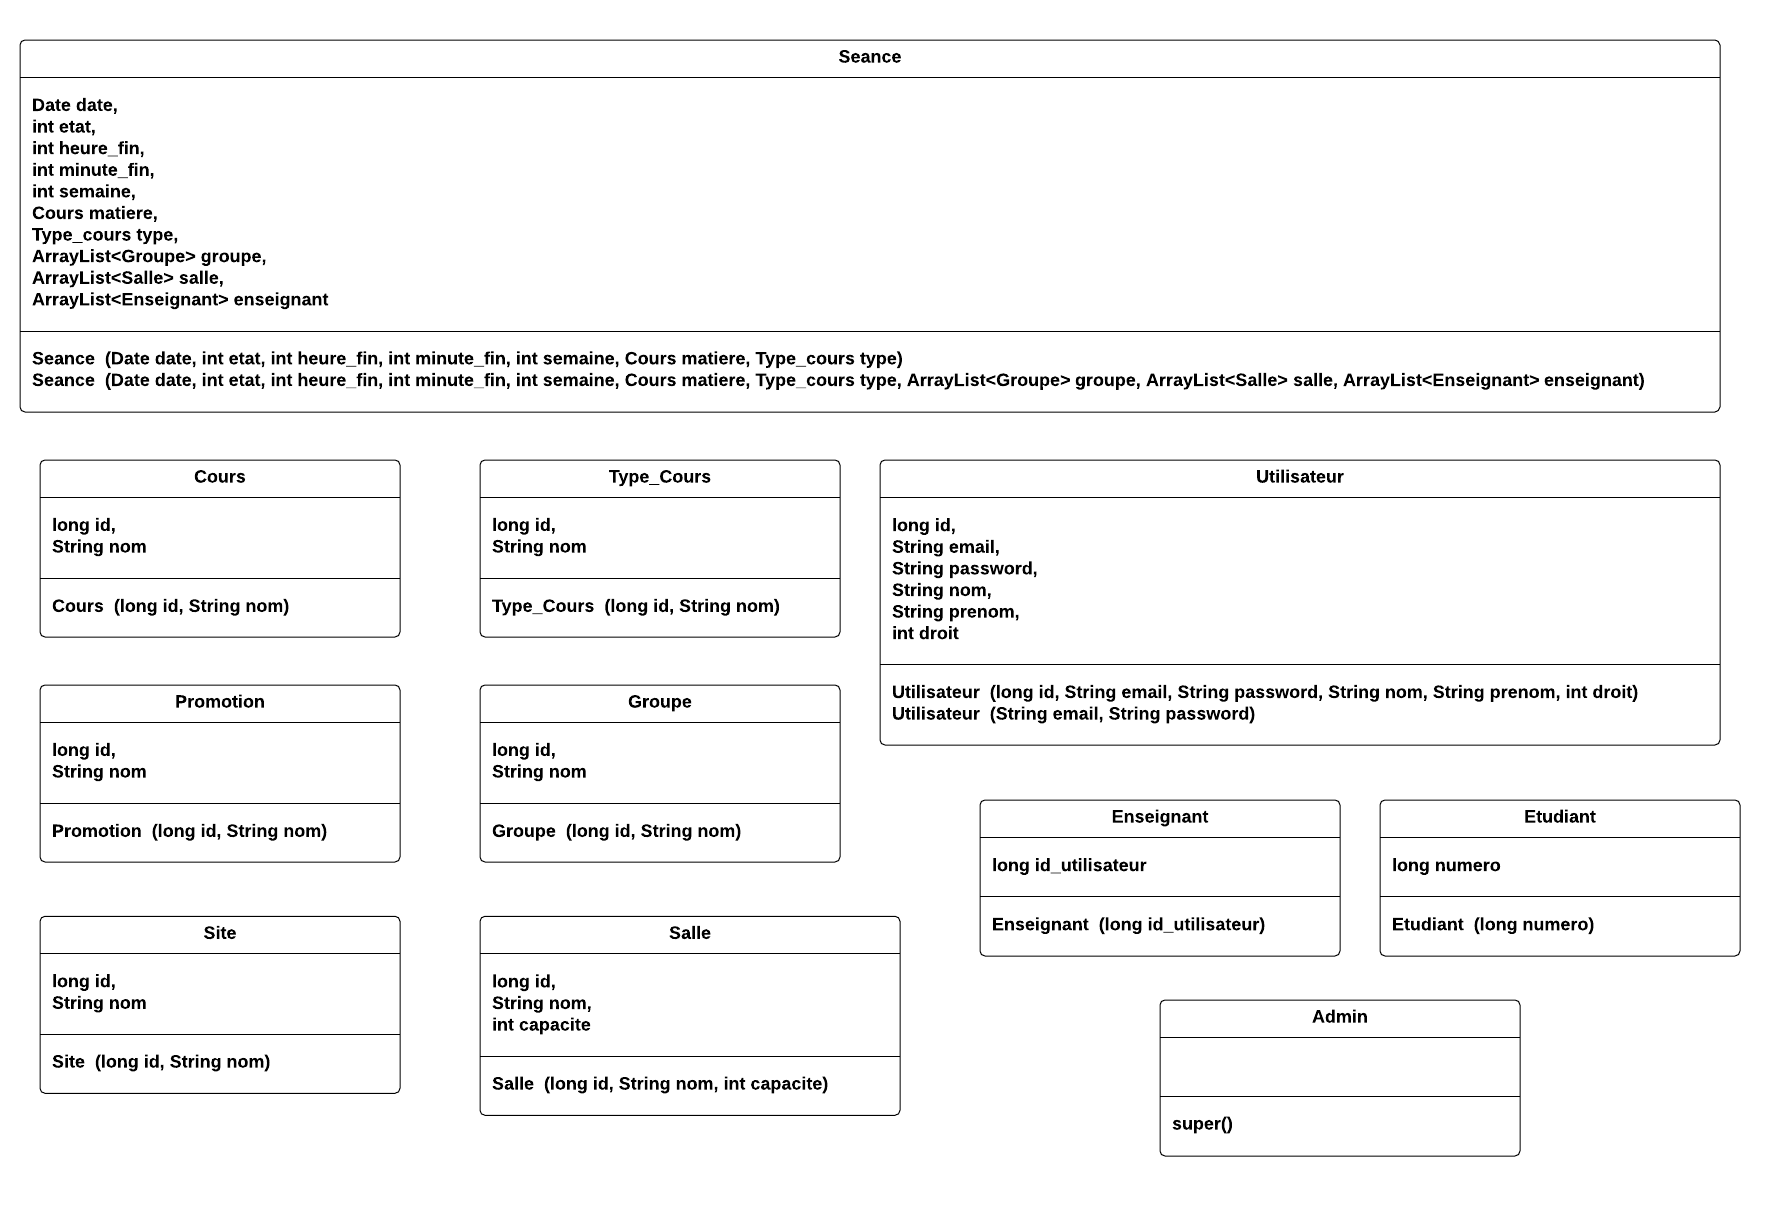 Seance
Date date,
int etat,
int heure_fin,
int minute_fin,
int semaine,
Cours matiere,
Type_cours type,
ArrayList<Groupe> groupe,
ArrayList<Salle> salle,
ArrayList<Enseignant> enseignant
Seance  (Date date, int etat, int heure_fin, int minute_fin, int semaine, Cours matiere, Type_cours type)
Seance  (Date date, int etat, int heure_fin, int minute_fin, int semaine, Cours matiere, Type_cours type, ArrayList<Groupe> groupe, ArrayList<Salle> salle, ArrayList<Enseignant> enseignant)
Cours
long id,
String nom
Cours  (long id, String nom)
Type_Cours
long id,
String nom
Type_Cours  (long id, String nom)
Utilisateur
long id,
String email,
String password,
String nom,
String prenom,
int droit
Utilisateur  (long id, String email, String password, String nom, String prenom, int droit)
Utilisateur  (String email, String password)
Promotion
long id,
String nom
Promotion  (long id, String nom)
Groupe
long id,
String nom
Groupe  (long id, String nom)
Enseignant
long id_utilisateur
Enseignant  (long id_utilisateur)
Etudiant
long numero
Etudiant  (long numero)
Site
long id,
String nom
Site  (long id, String nom)
Salle
long id,
String nom,
int capacite
Salle  (long id, String nom, int capacite)
Admin
super()